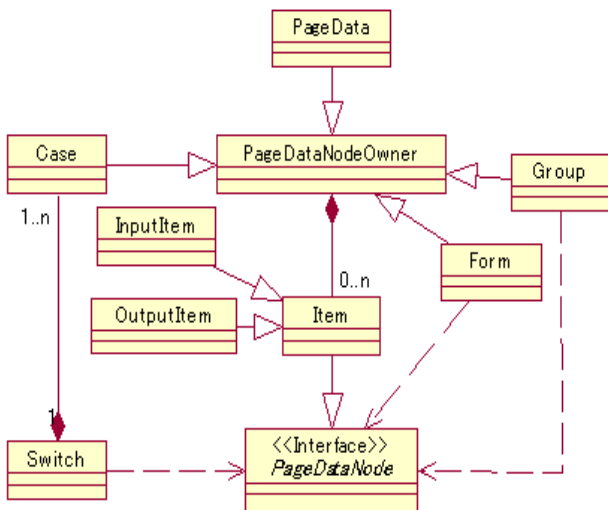 PageData
Case
PageDataNodeOwner
Group
1..n
InputItem
Form
0..n
OutputItem
Item
1
Switch
<<Interface>>
PageDataNode